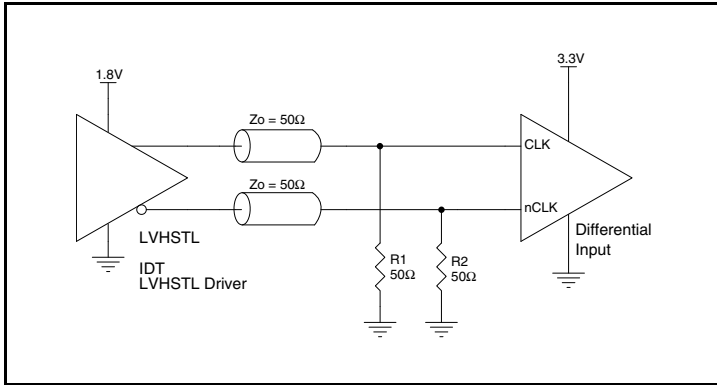 1.8V
3.3V
Zo = 50Ω
CLK
Zo = 50Ω
nCLK
LVHSTL
IDT
LVHSTL Driver
R1
50Ω
R2
50Ω
Differential
Input